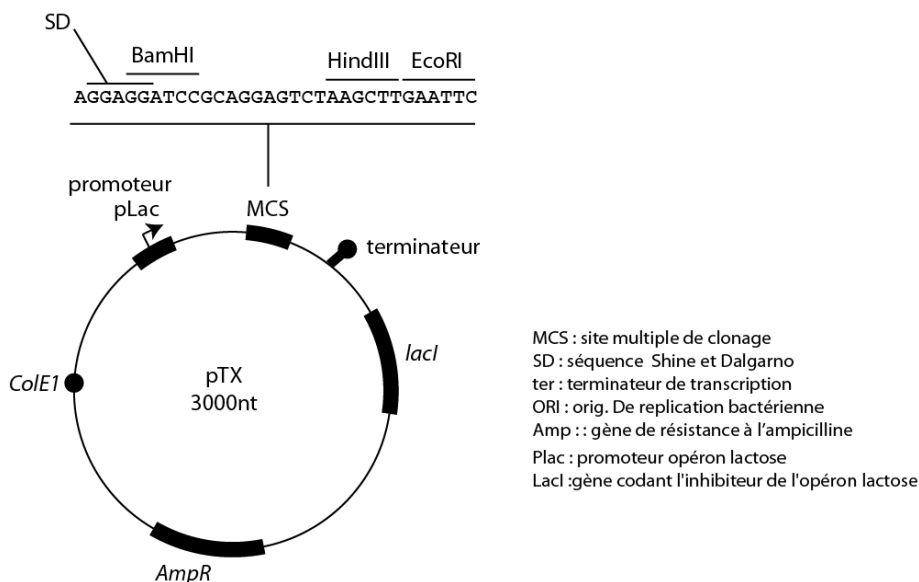 SD
BamHI
HindIII
EcoRI
AGGAGGATCCGCAGGAGTCTAAGCTTGAATTC
promoteur
pLac
MCS
terminateur
lacI
ColE1
pTX
3000nt
AmpR
MCS : site multiple de clonage
SD : séquence Shine et Dalgarno
ter : terminateur de transcription
ORI : orig. De replication bactérienne
Amp : : gène de résistance à l'ampicilline
Plac : promoteur opéron lactose
LacI :gène codant l'inhibiteur de l'opéron lactose